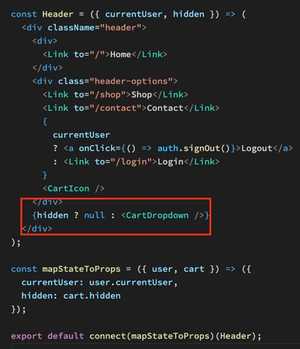 const Header = ({ currentUser, hidden }) => (
<div className="header">
<div>
<Link to="/">Home</Link>
</div>
<div class="header-options">
<Link to="/shop">Shop</Link>
<Link to="/contact">Contact</Link>
{
currentUser
? <a onClick={() => auth.signOut()}>Logout</a>
: <Link to="/login">Login</Link>
}
<CartIcon />
</div>
{hidden ? null : <CartDropdown />}
</div>
);
const mapStateToProps = ({ user, cart }) => ({
currentUser: user.currentUser,
hidden: cart.hidden
});
export default connect(mapStateToProps)(Header);